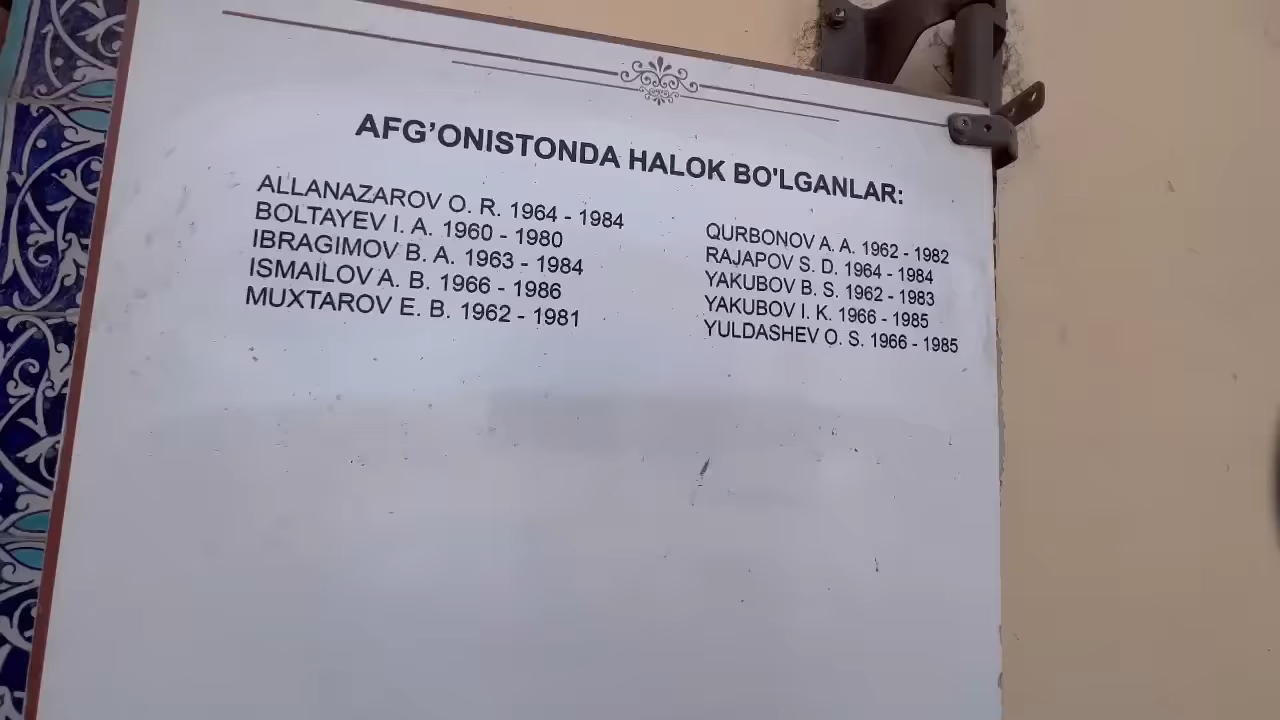 AFG’ONISTONDA HALOK BO'LGANLAR:
ALLANAZAROV O. R. 1964 - 1984
BOLTAYEV I. A. 1960 - 1980
IBRAGIMOV B. A. 1963 - 1984
ISMAILOV A. B. 1966 - 1986
MUXTAROV E. B. 1962 - 1981
QURBONOV A. A. 1962 - 1982
RAJAPOV S. D. 1964 - 1984
YAKUBOV B. S. 1962 - 1983
YAKUBOV I. K. 1966 - 1985
YULDASHEV O. S. 1966 - 1985